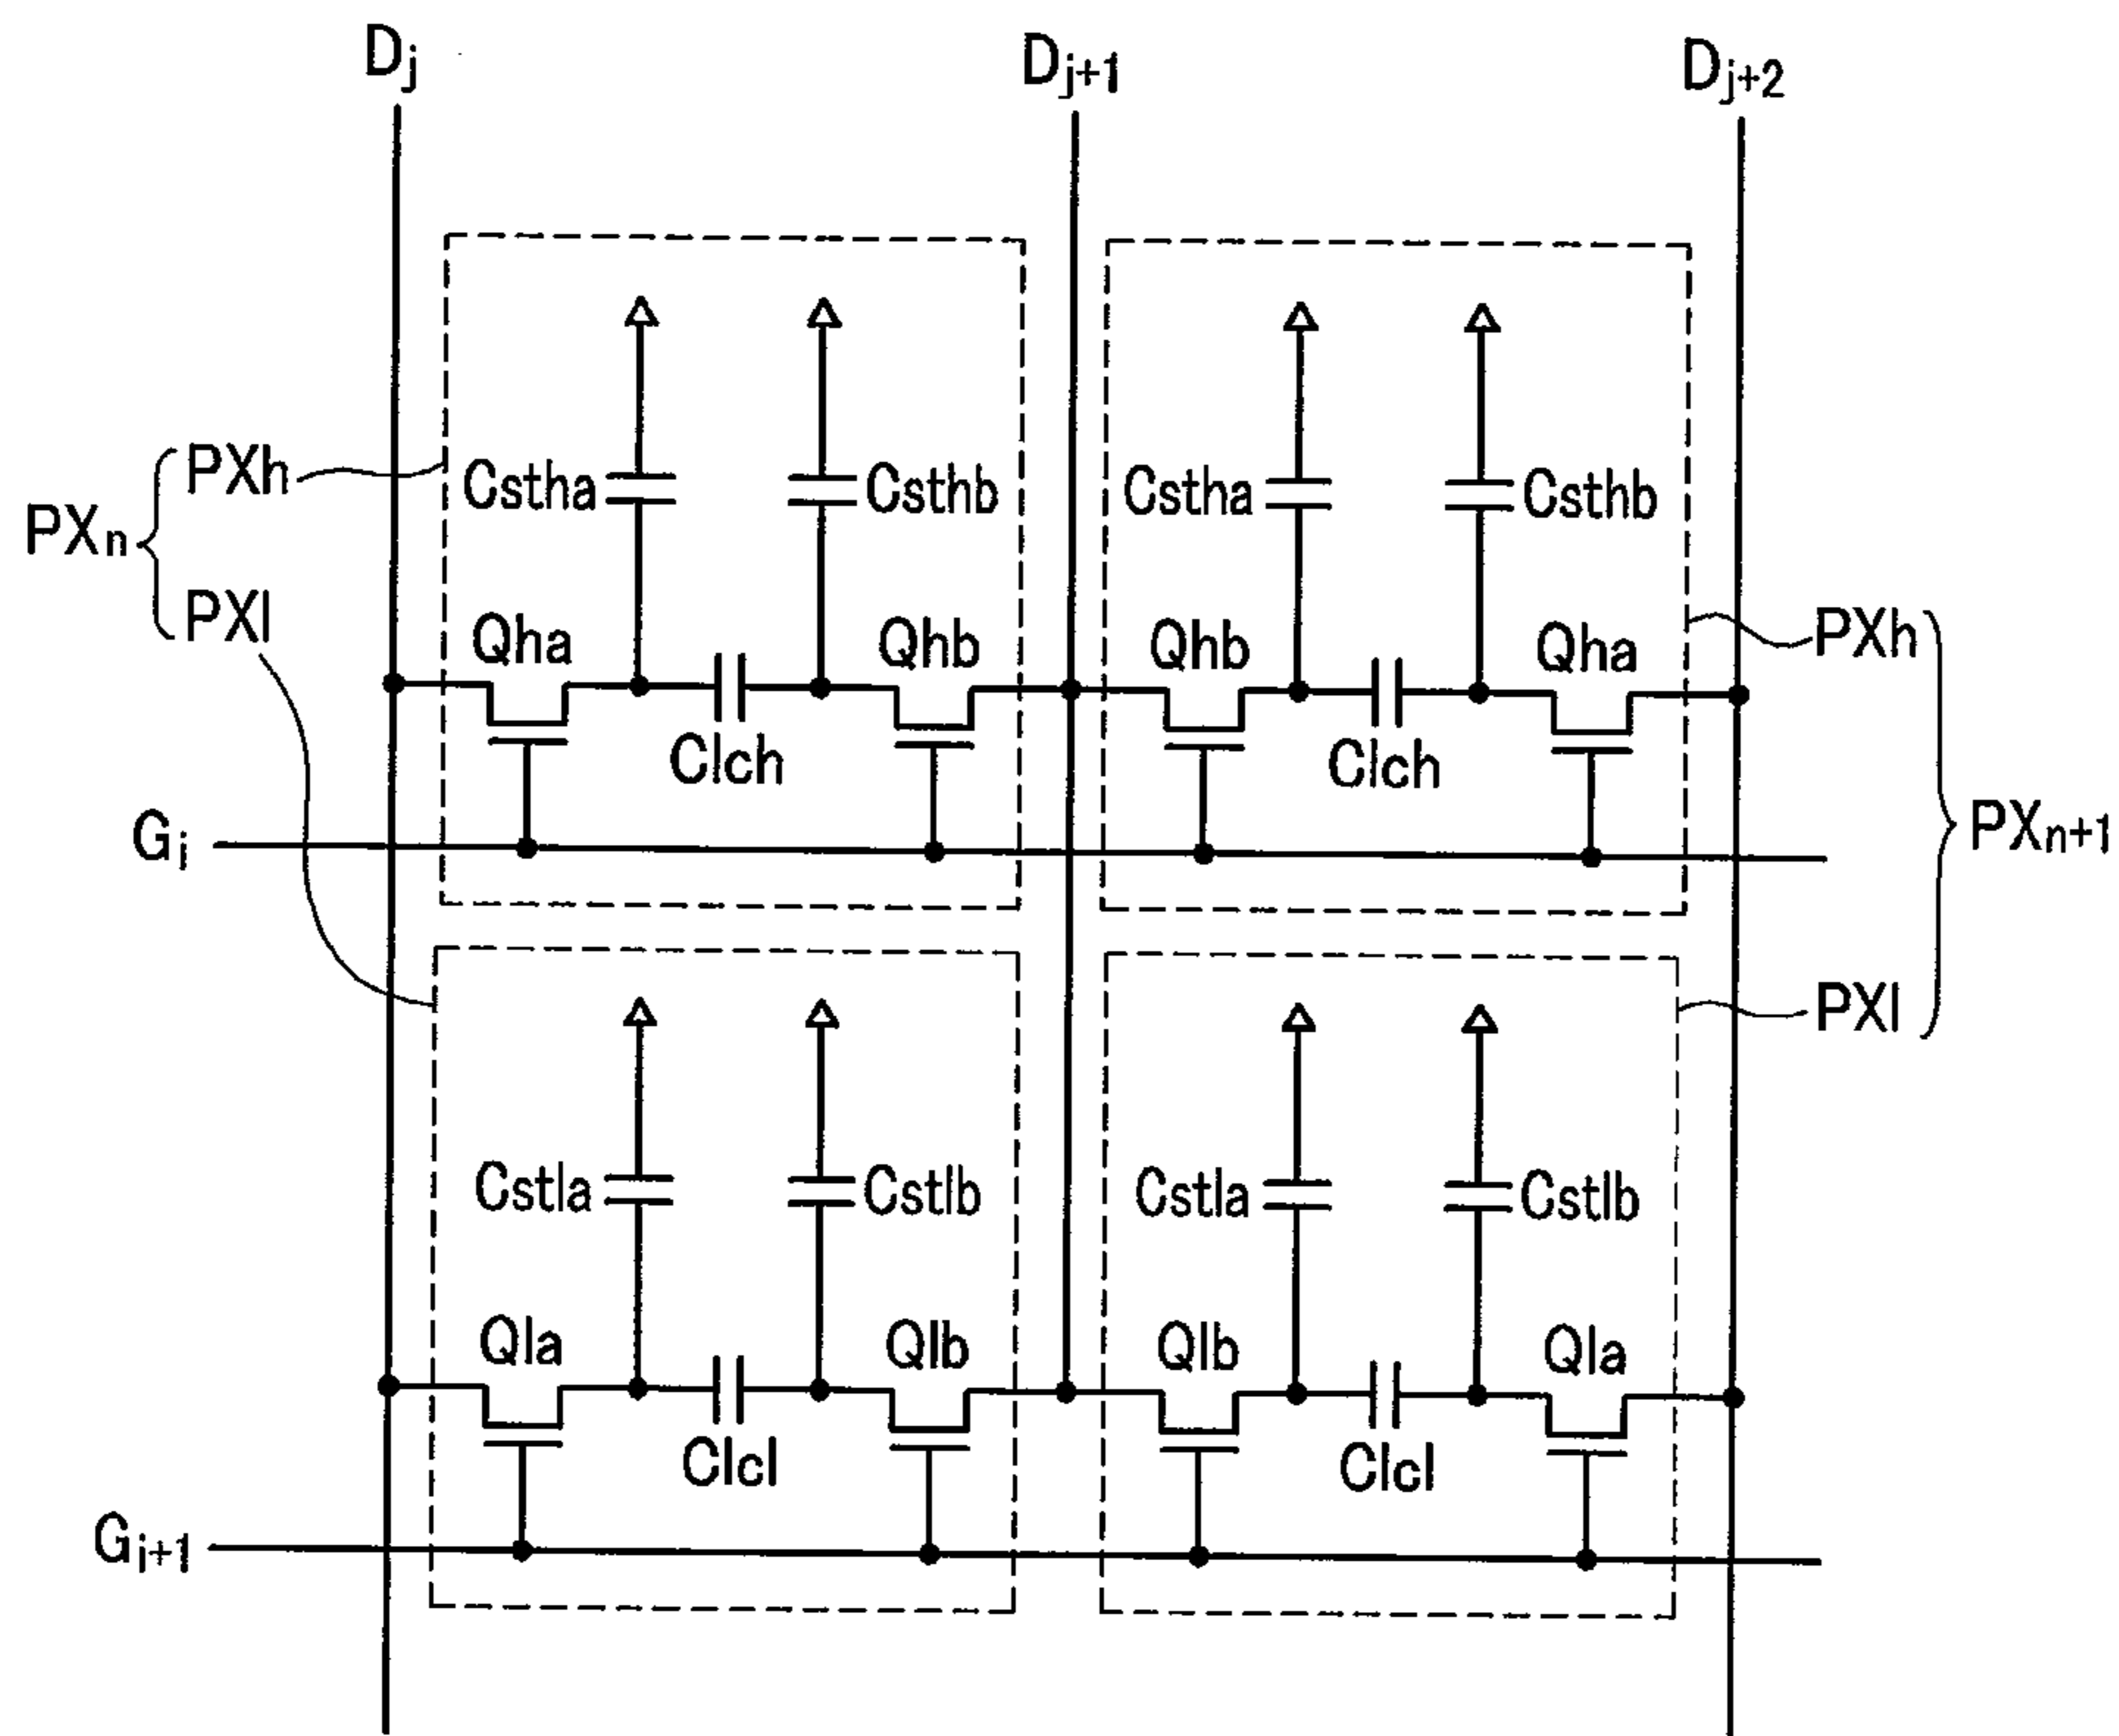 Dj Dj+1 Dj+2
PXh Cstha Csthb Cstha Csthb
PXn
PXl Qha Qhb Qhb Qha PXh
Clch Clch
Gi PXn+1
PXl
Cstla Cstlb Cstla Cstlb
Qla Qlb Qlb Qla
Clcl Clcl
Gi+1